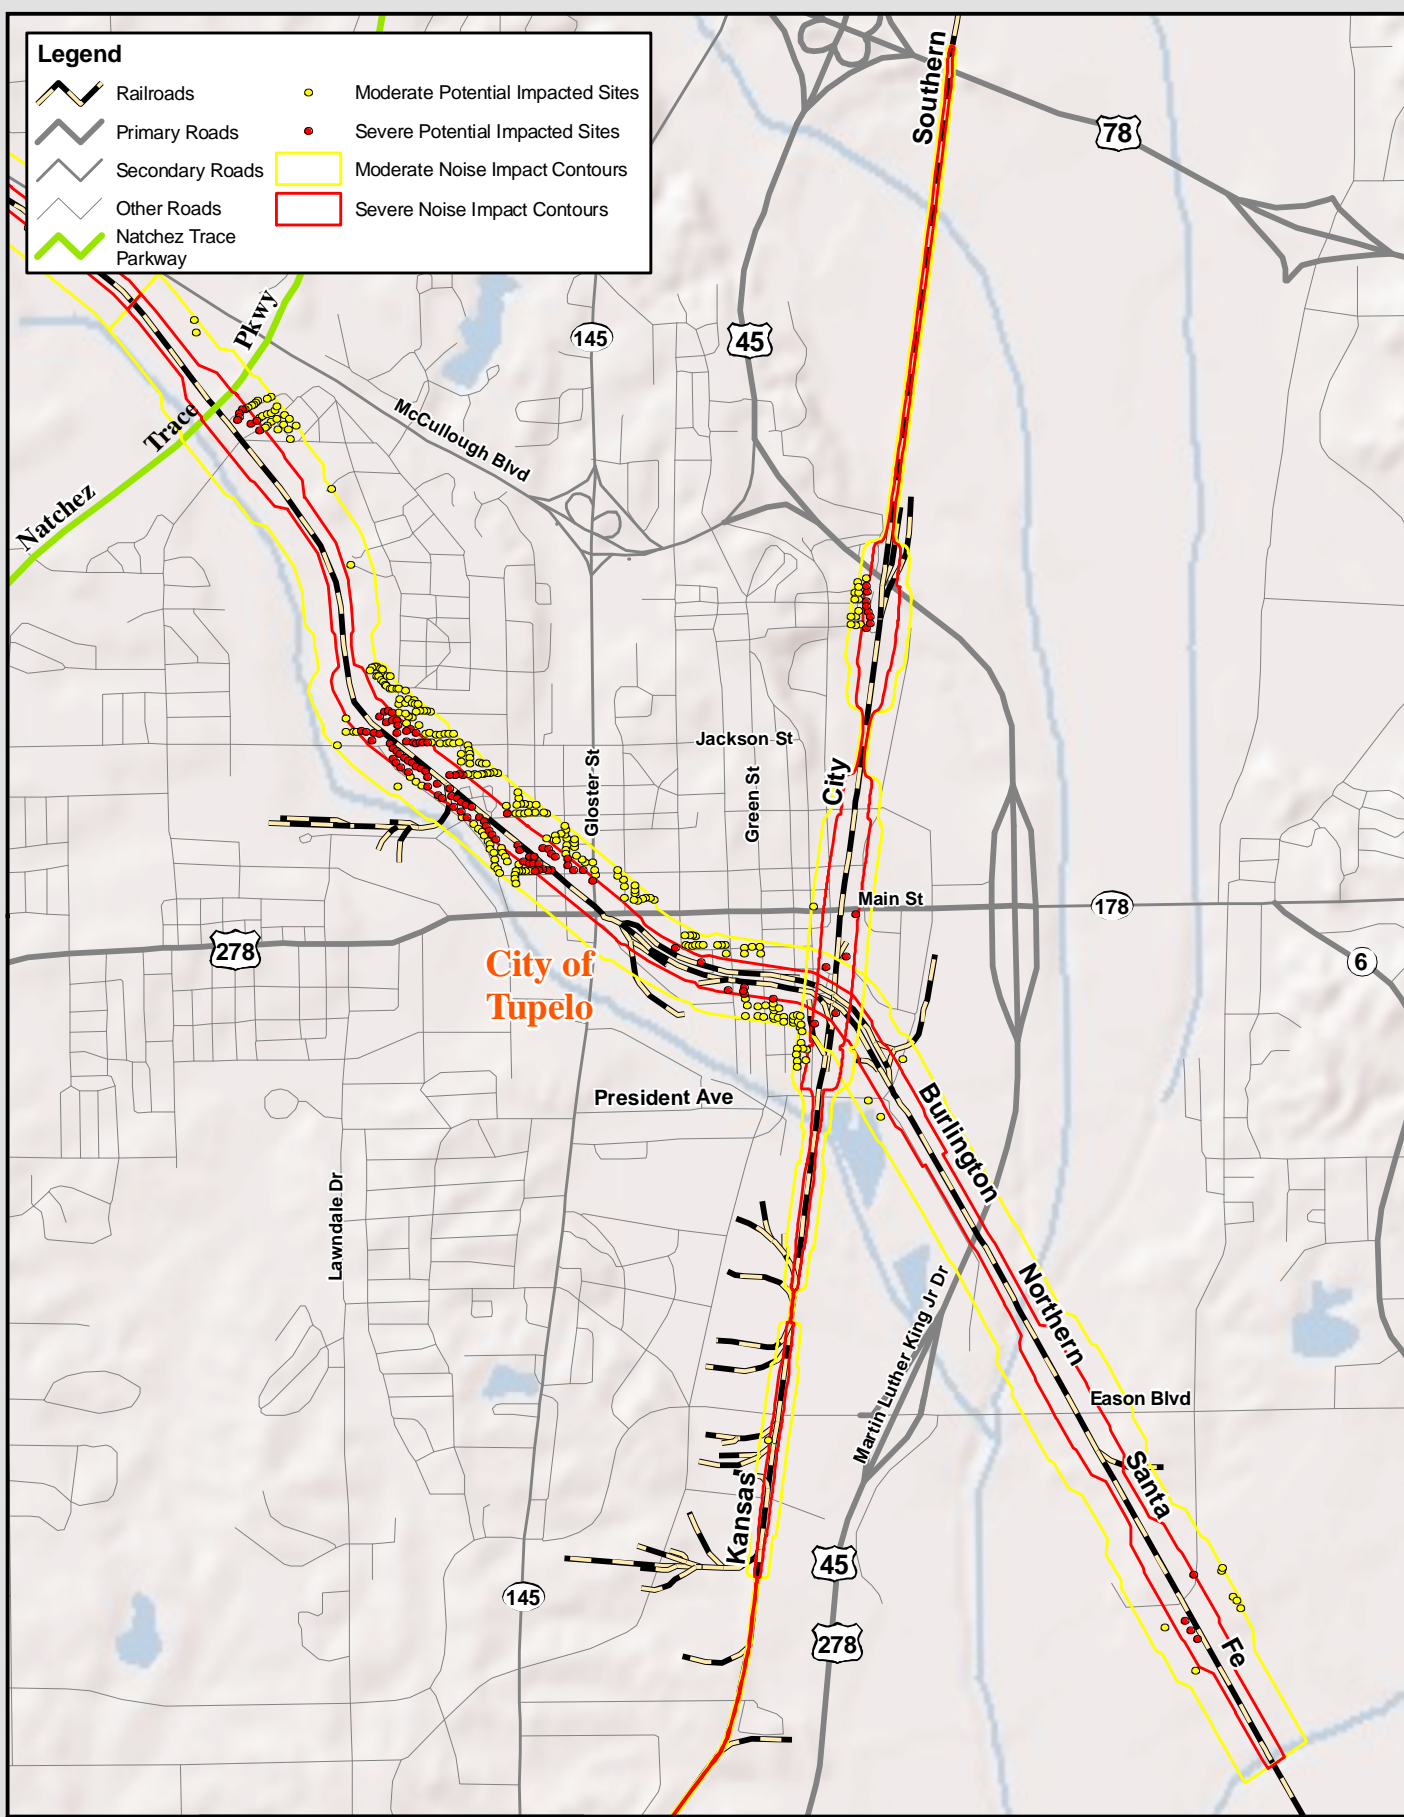 Legend
Railroads
Primary Roads
Secondary Roads
Other Roads
Natchez Trace
Parkway
Moderate Potential Impacted Sites
Severe Potential Impacted Sites
Moderate Noise Impact Contours
Severe Noise Impact Contours
Southern
78
Pkwy
145
45
Trace
McCullough Blvd
Natchez
Jackson St
Gloster St
Green St
City
Main St
178
278
City of
Tupelo
6
President Ave
Burlington
Lawndale Dr
Northern
Martin Luther King Jr Dr
Eason Blvd
Santa
Kansas
45
145
278
Fe